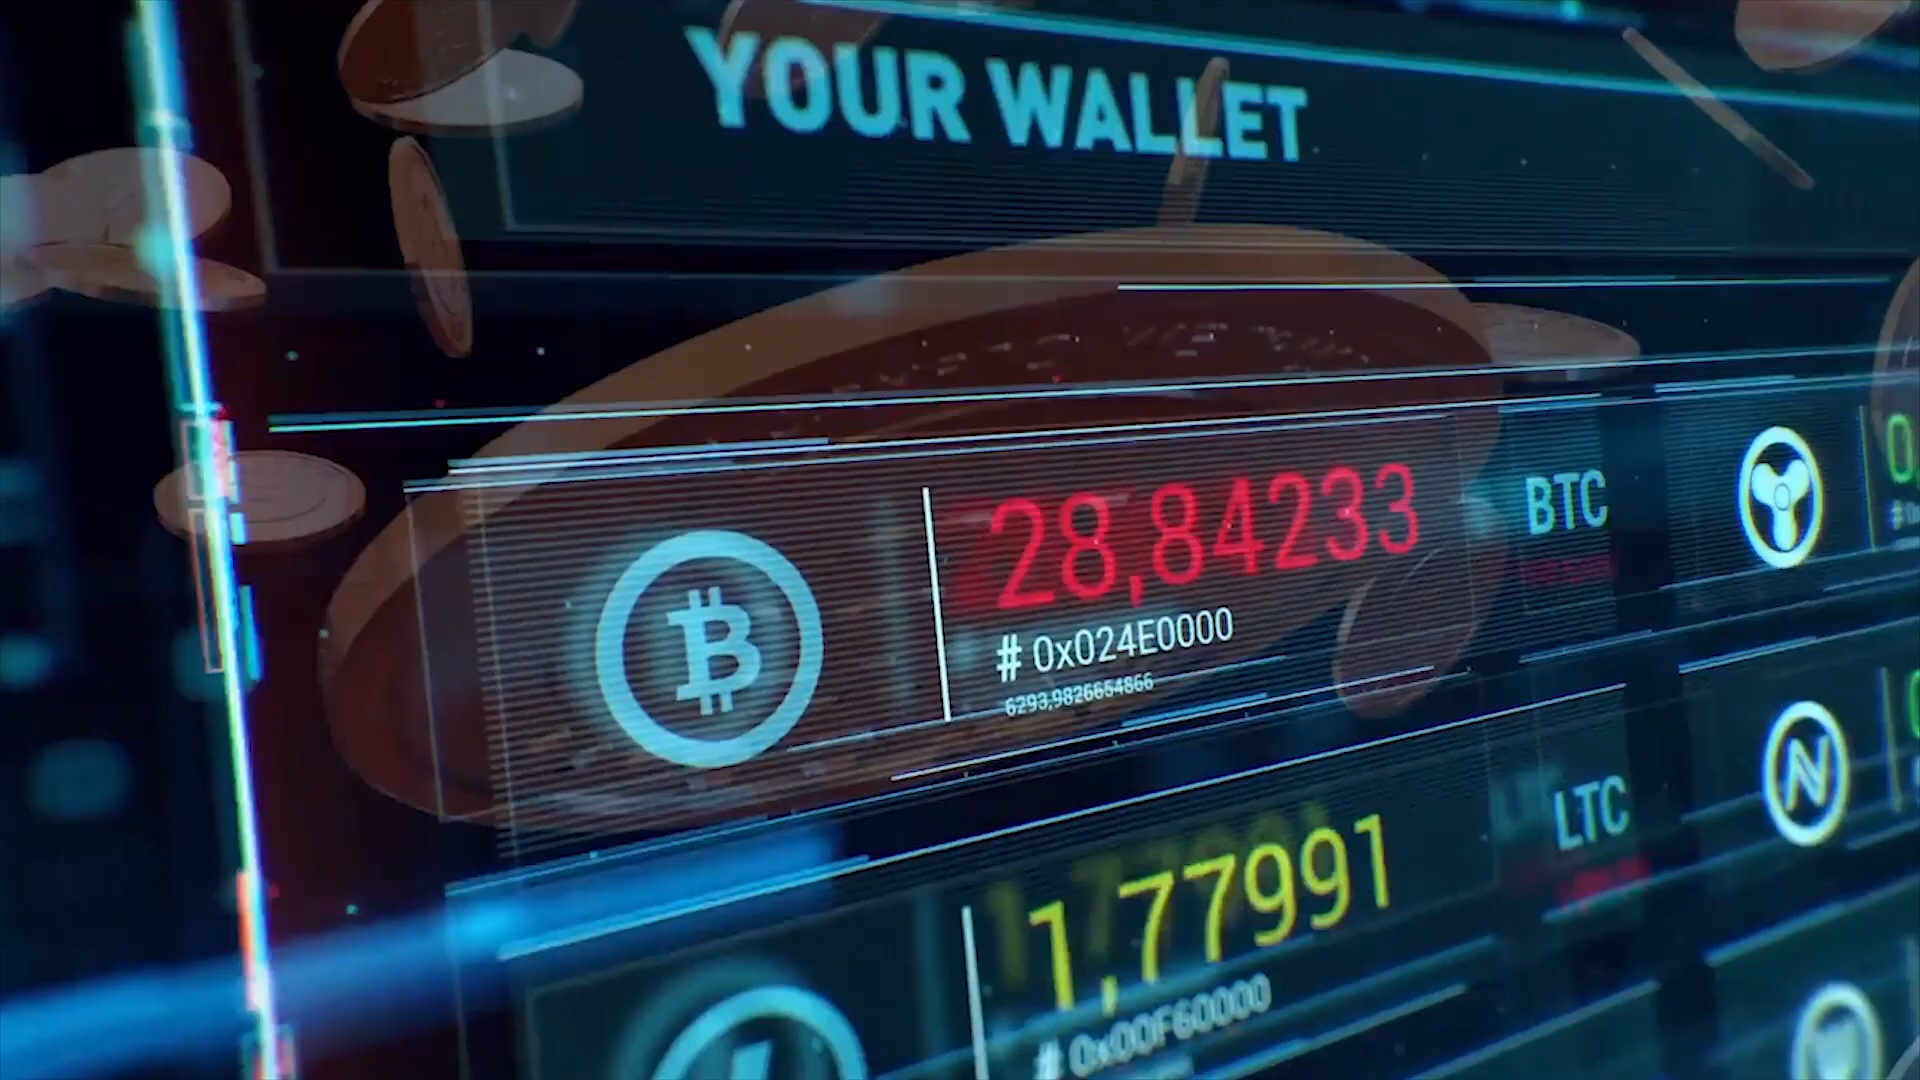 YOUR WALLET
28,84233
BTC
# 0x024E0000
6293,9826654866
1,77991
LTC
# 0x00F60000